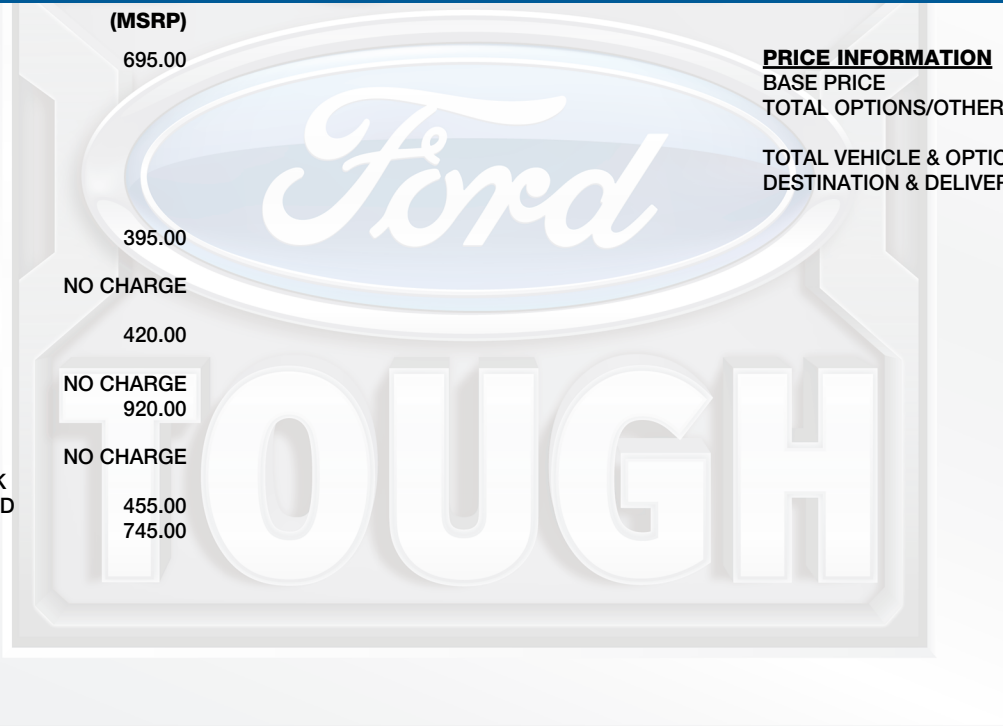 (MSRP)
695.00
395.00
NO CHARGE
420.00
NO CHARGE
920.00
NO CHARGE
K
D 455.00
745.00
PRICE INFORMATION
BASE PRICE
TOTAL OPTIONS/OTHER
TOTAL VEHICLE & OPTIO
DESTINATION & DELIVER
Ford
TOUGH